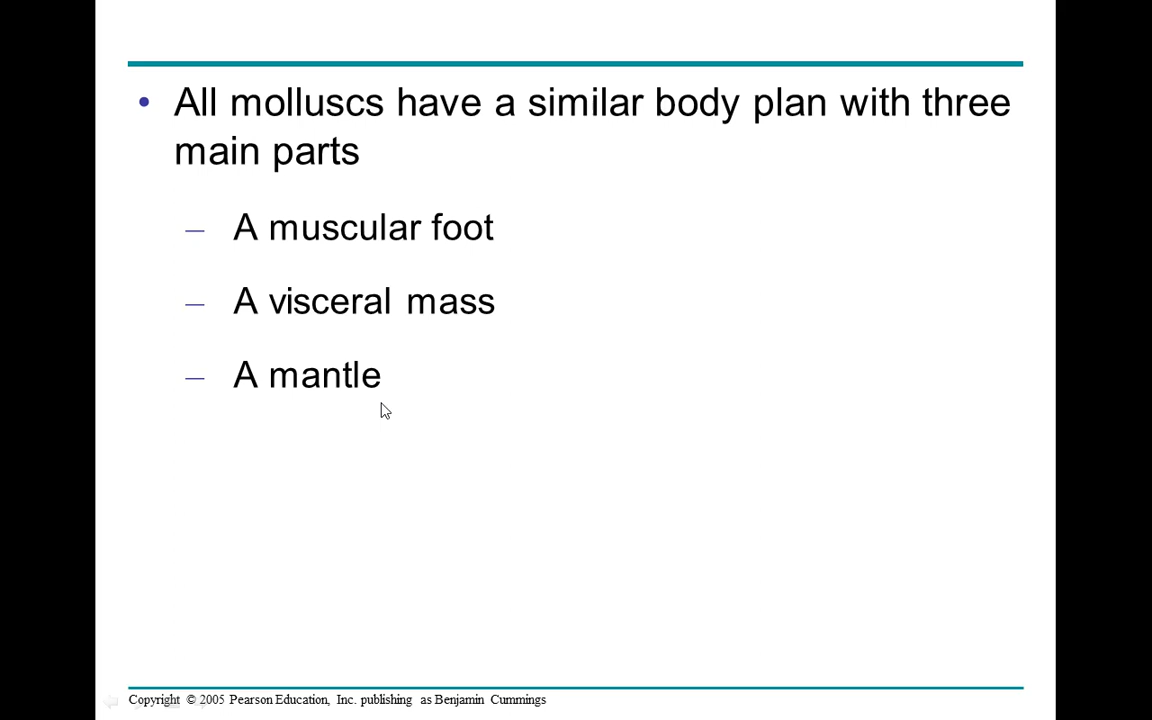 • All molluscs have a similar body plan with three
main parts
– A muscular foot
– A visceral mass
– A mantle
Copyright © 2005 Pearson Education, Inc. publishing as Benjamin Cummings